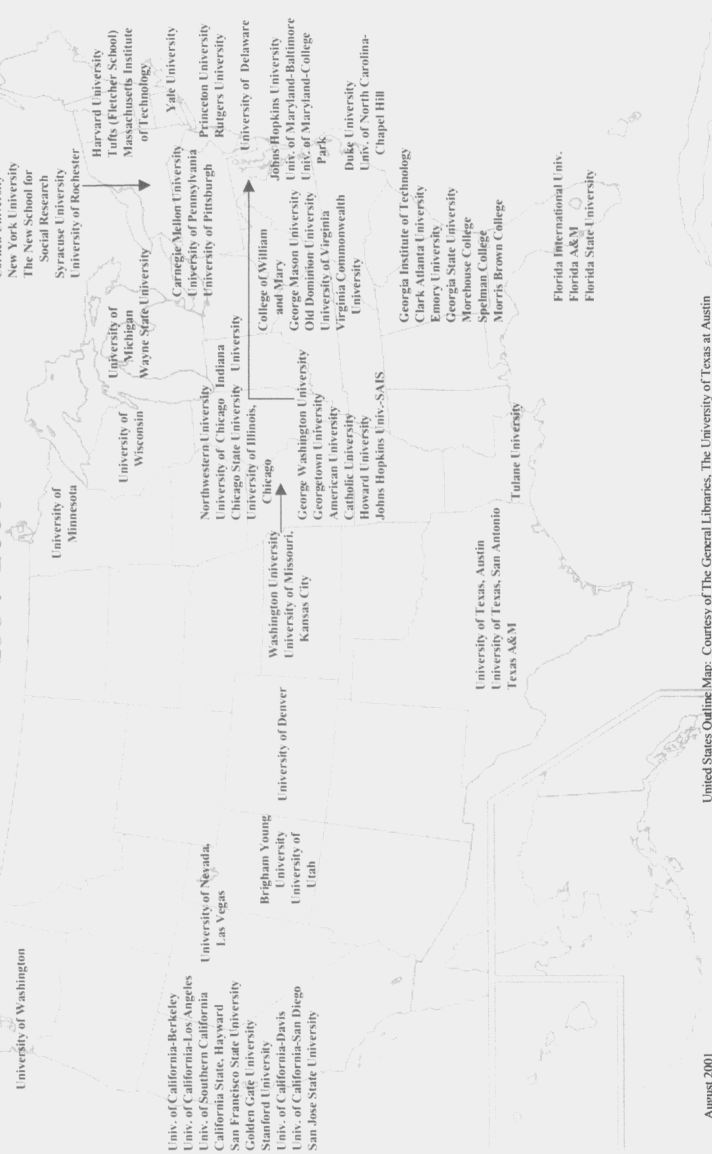 New York University
The New School for
Social Research
Syracuse University
University of Rochester
Harvard University
Tufts (Fletcher School)
Massachusetts Institute
of Technology
Yale University
Princeton University
Rutgers University
University of Delaware
Johns Hopkins University
Univ. of Maryland-Baltimore
Univ. of Maryland-College
Park
Duke University
Univ. of North Carolina-
Chapel Hill
Carnegie Mellon University
University of Pennsylvania
University of Pittsburgh
College of William
and Mary
George Mason University
Old Dominion University
University of Virginia
Virginia Commonwealth
University
Georgia Institute of Technology
Clark Atlanta University
Emory University
Georgia State University
Morehouse College
Spelman College
Morris Brown College
Florida International Univ.
Florida A&M
Florida State University
University of
Michigan
Wayne State University
University of
Wisconsin
University of
Minnesota
Northwestern University
University of Chicago
Chicago State University
University of Illinois,
Chicago
Indiana
University
George Washington University
Georgetown University
American University
Catholic University
Howard University
Johns Hopkins Univ.-SAIS
Tulane University
Washington University
University of Missouri,
Kansas City
University of Texas, Austin
University of Texas, San Antonio
Texas A&M
University of Denver
Brigham Young
University
University of
Utah
University of Nevada,
Las Vegas
University of Washington
Univ. of California-Berkeley
Univ. of California-Los Angeles
Univ. of Southern California
California State, Hayward
San Francisco State University
Golden Gate University
Stanford University
Univ. of California-Davis
Univ. of California-San Diego
San Jose State University
August 2001
United States Outline Map: Courtesy of The General Libraries, The University of Texas at Austin